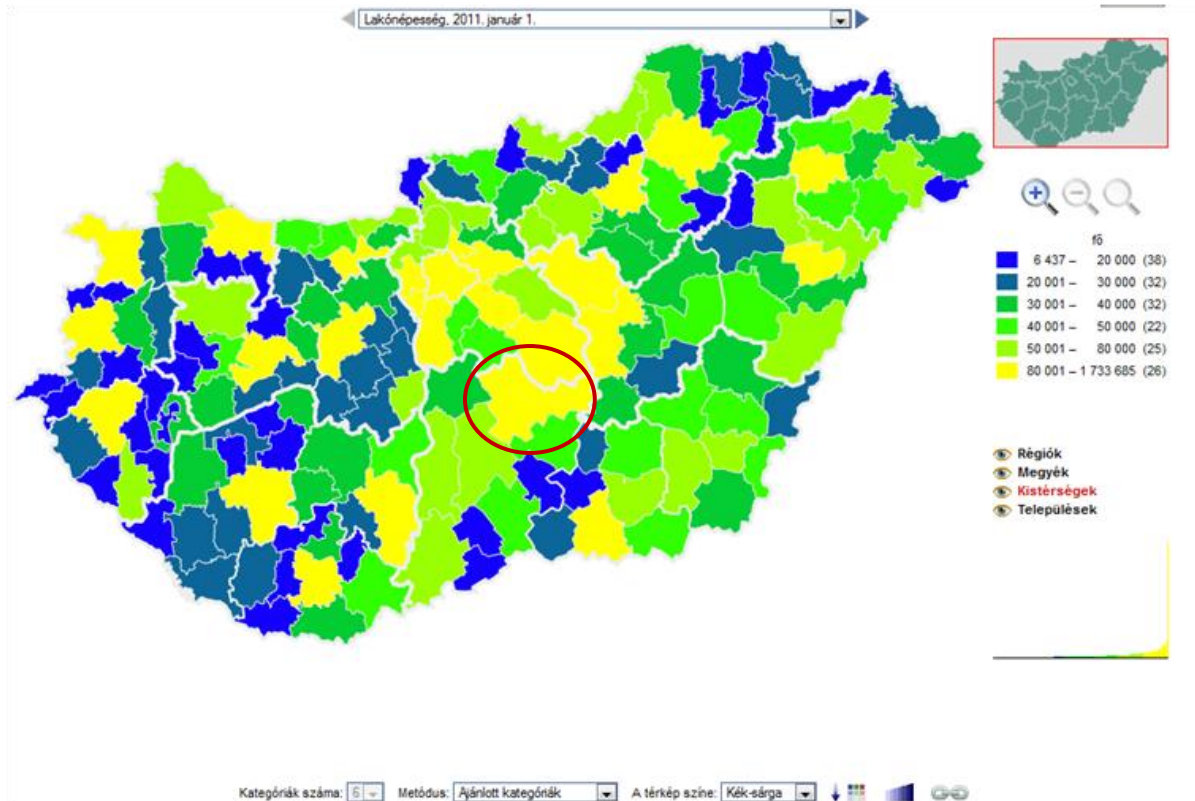 Lakónépesség, 2011. január 1.
fő
6 437 – 20 000 (38)
20 001 – 30 000 (32)
30 001 – 40 000 (32)
40 001 – 50 000 (22)
50 001 – 80 000 (25)
80 001 – 1 733 685 (26)
Régiók
Megyék
Kistérségek
Települések
Kategóriák száma: 6 Metódus: Ajánlott kategóriák A térkép színe: Kék-sárga